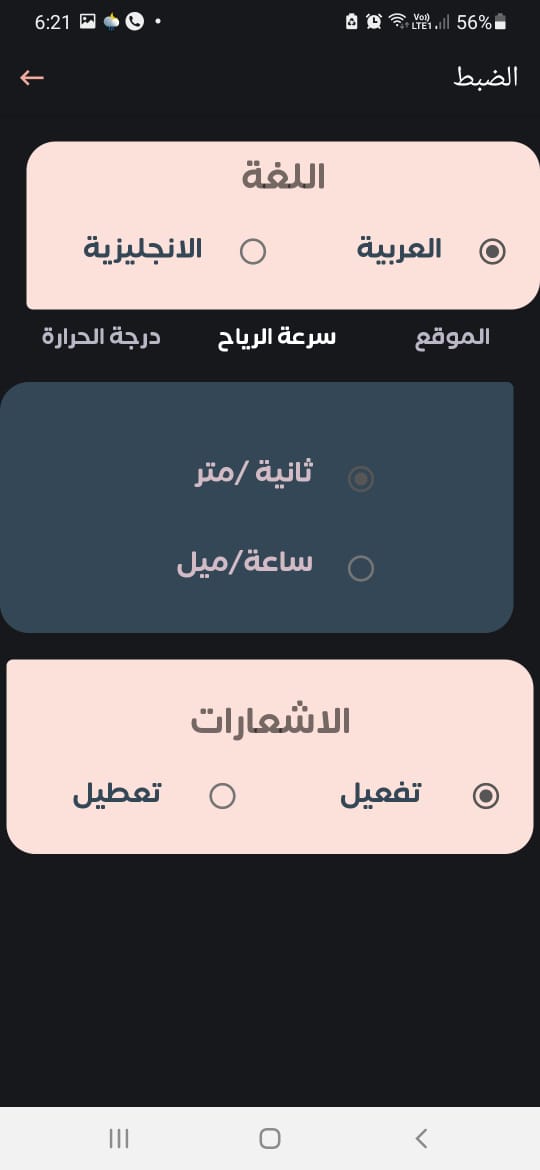 6:21 Vo) LTE1 56%
الضبط
اللغة
العربية الانجليزية
الموقع سرعة الرياح درجة الحرارة
ثانية /متر
ساعة/ميل
الاشعارات
تفعيل تعطيل